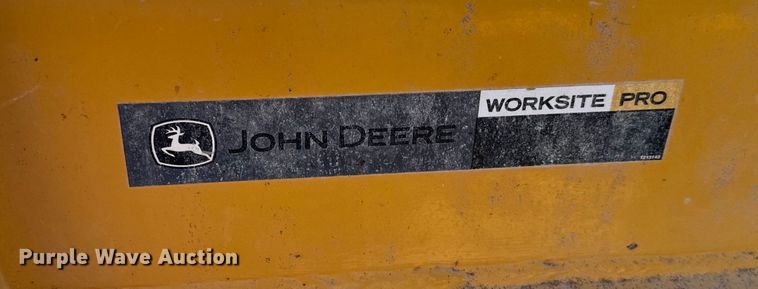 WORKSITE PRO
JOHN DEERE
Purple Wave Auction®